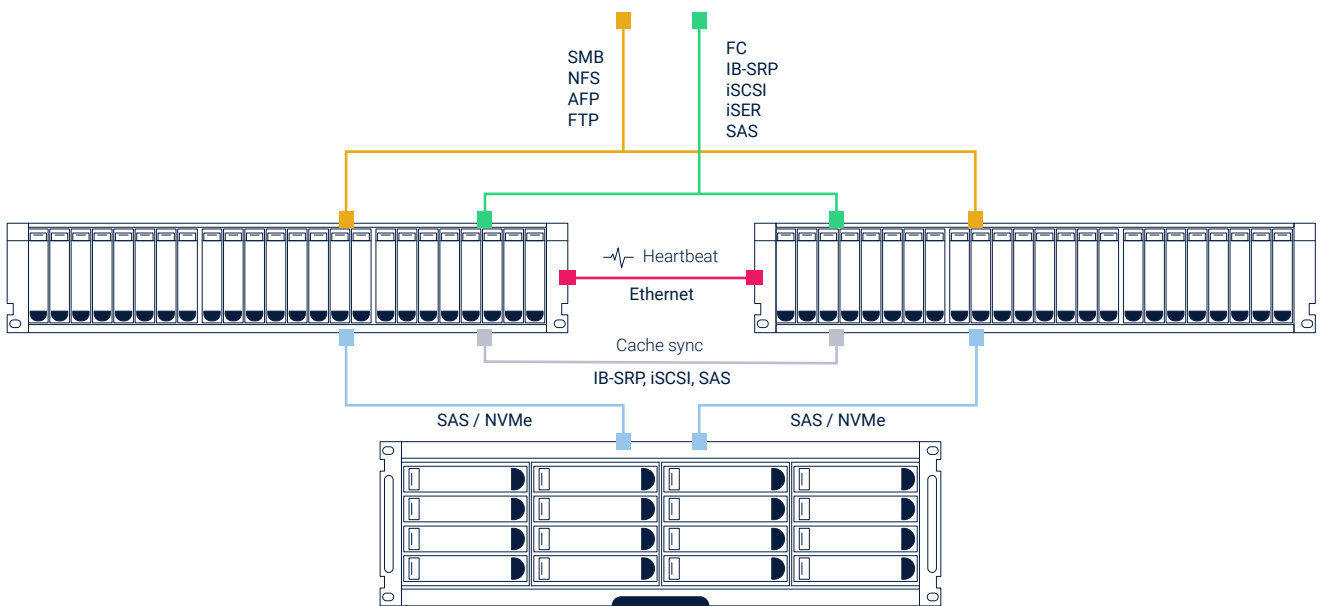 SMB
NFS
AFP
FTP
FC
IB-SRP
iSCSI
iSER
SAS
Heartbeat
Ethernet
Cache sync
IB-SRP, iSCSI, SAS
SAS / NVMe
SAS / NVMe